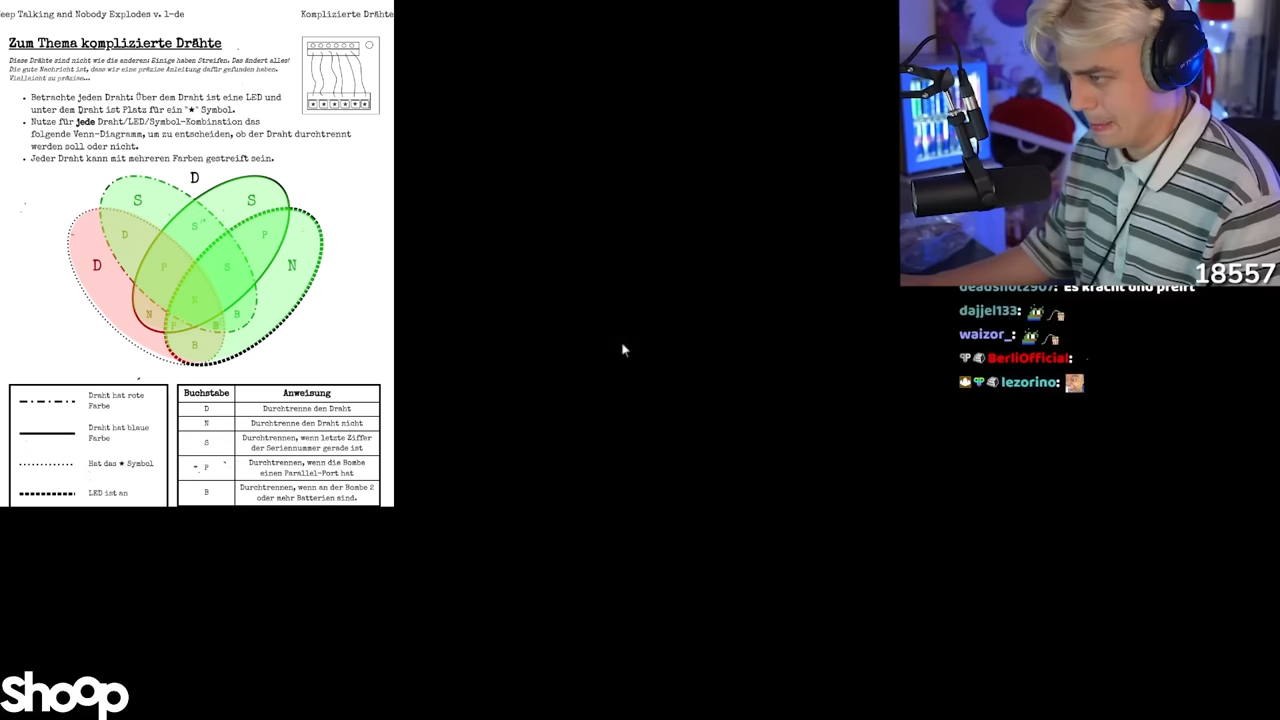 eep Talking and Nobody Explodes v. 1-de
Komplizierte Drähte
Zum Thema komplizierte Drähte
Diese Drähte sind nicht wie die anderen: Einige haben Streifen. Das ändert alles!
Die gute Nachricht ist, dass wir eine präzise Anleitung dafür gefunden haben.
Vielleicht zu präzise...
• Betrachte jeden Draht: Über dem Draht ist eine LED und
unter dem Draht ist Platz für ein "★" Symbol.
• Nutze für jede Draht/LED/Symbol-Kombination das
folgende Venn-Diagramm, um zu entscheiden, ob der Draht durchtrennt
werden soll oder nicht.
• Jeder Draht kann mit mehreren Farben gestreift sein.
D
S
S
S
D
P
D
P
S
N
N
N
P
B
B
B
Draht hat rote
Farbe
Draht hat blaue
Farbe
Hat das ★ Symbol
LED ist an
Buchstabe
Anweisung
D
Durchtrenne den Draht
N
Durchtrenne den Draht nicht
S
Durchtrennen, wenn letzte Ziffer
der Seriennummer gerade ist
P
Durchtrennen, wenn die Bombe
einen Parallel-Port hat
B
Durchtrennen, wenn an der Bombe 2
oder mehr Batterien sind.
18557
deadshot2907: Es kracht und pfeift
dajjel133:
waizor_:
BerliOfficial:
lezorino:
shoop